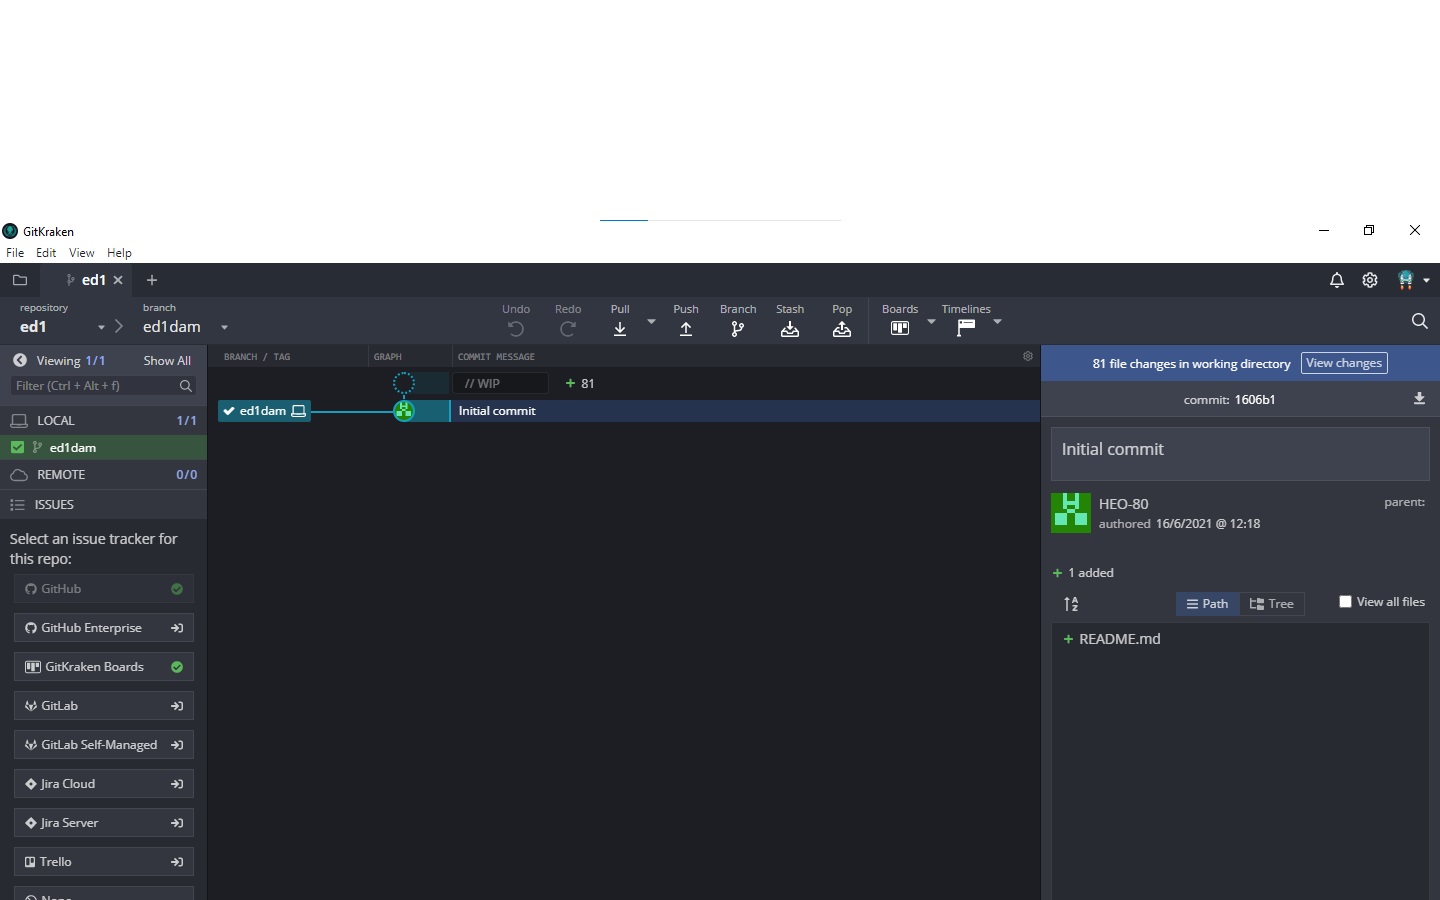 GitKraken
File Edit View Help
ed1
repository
ed1
branch
ed1dam
Undo Redo Pull Push Branch Stash Pop Boards Timelines
Viewing 1/1 Show All
Filter (Ctrl + Alt + f)
LOCAL 1/1
ed1dam
REMOTE 0/0
ISSUES
Select an issue tracker for
this repo:
GitHub
GitHub Enterprise
GitKraken Boards
GitLab
GitLab Self-Managed
Jira Cloud
Jira Server
Trello
BRANCH / TAG GRAPH COMMIT MESSAGE
// WIP + 81
ed1dam Initial commit
81 file changes in working directory View changes
commit: 1606b1
Initial commit
HEO-80 parent:
authored 16/6/2021 @ 12:18
+ 1 added
A
Z
Path Tree View all files
+ README.md